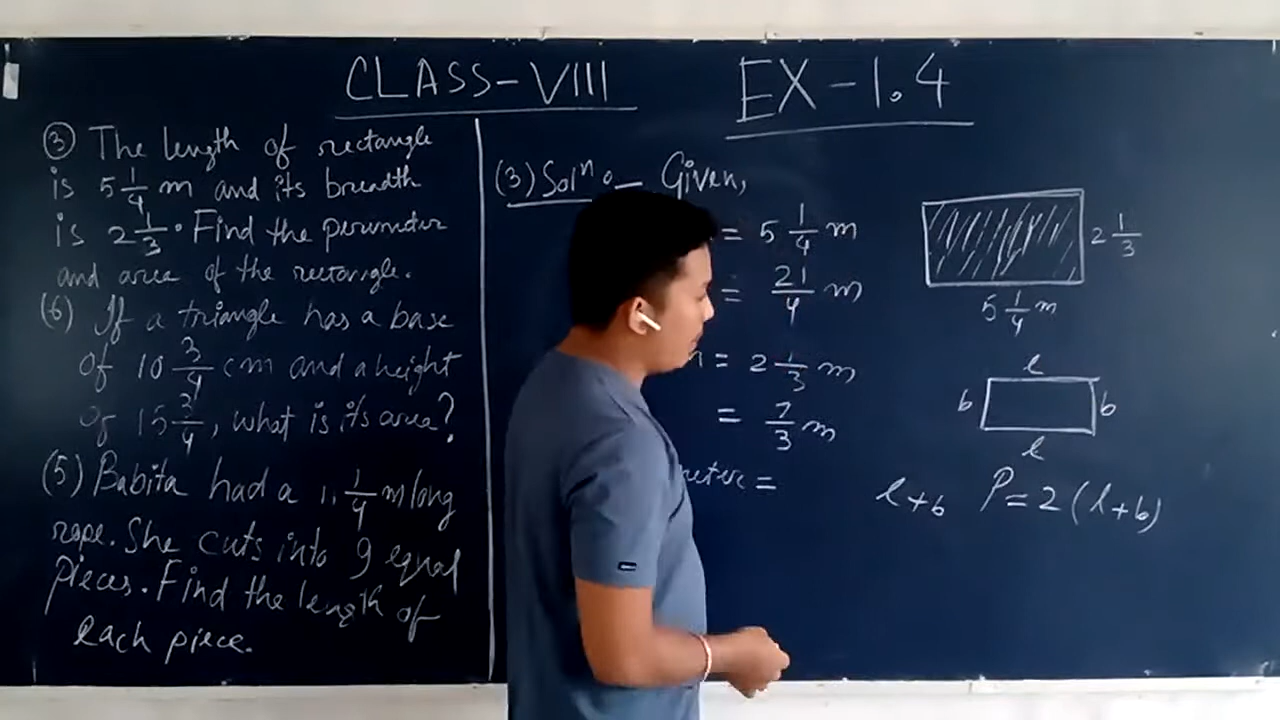 CLASS-VIII
EX-1.4
(3) The length of rectangle
is 5 1/4 m and its breadth
is 2 1/3. Find the perimeter
and area of the rectangle.
(6) If a triangle has a base
of 10 3/4 cm and a height
of 15 3/4, what is its area?
(5) Babita had a 1/4 m long
rope. She cuts into 9 equal
pieces. Find the length of
each piece.
(3) Solⁿ:— Given,
= 5 1/4 m
= 21/4 m
= 2 1/3 m
= 7/3 m
=
2 1/3
5 1/4 m
l
b
b
l
l+b
P=2(l+b)